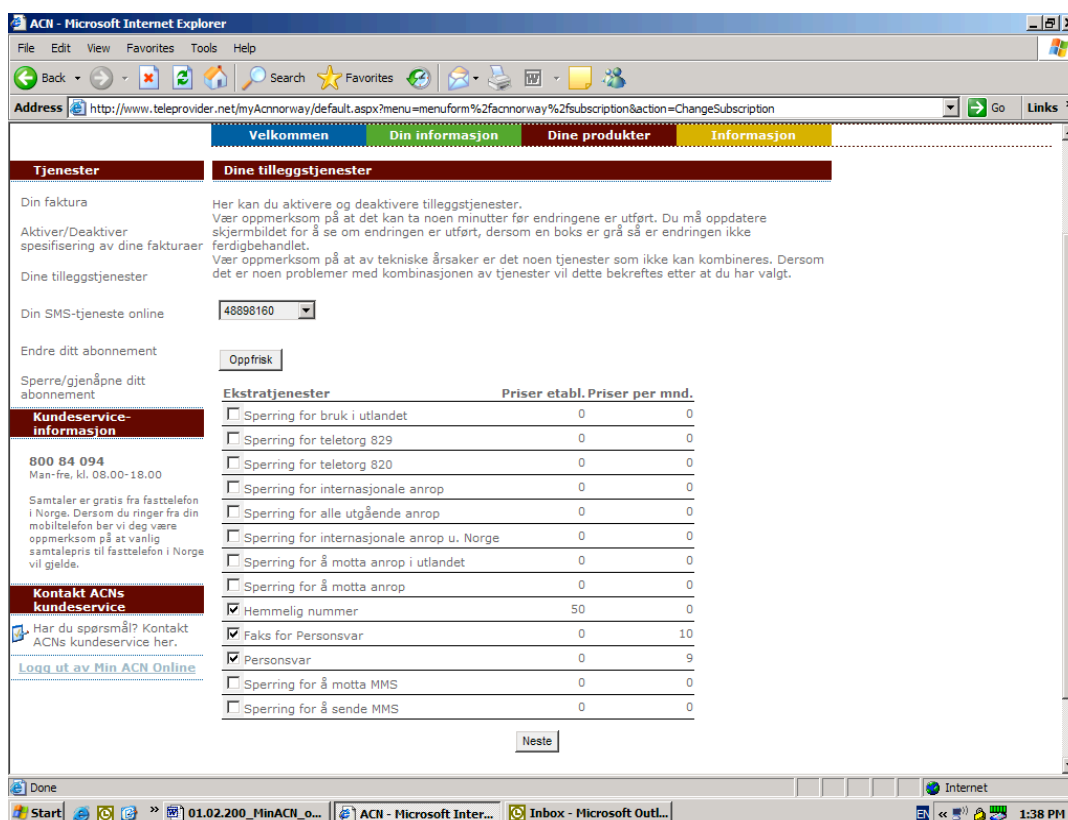 ACN - Microsoft Internet Explorer
File Edit View Favorites Tools Help
Back Search Favorites
Address http://www.teleprovider.net/myAcnnorway/default.aspx?menu=menuform%2facnnorway%2fsubscription&action=ChangeSubscription Go Links
Velkommen Din informasjon Dine produkter Informasjon
Tjenester
Din faktura
Aktiver/Deaktiver
spesifisering av dine fakturaer
Dine tilleggstjenester
Din SMS-tjeneste online
Endre ditt abonnement
Sperre/gjenåpne ditt
abonnement
Kundeservice-
informasjon
800 84 094
Man-fre, kl. 08.00-18.00
Samtaler er gratis fra fasttelefon
i Norge. Dersom du ringer fra din
mobiltelefon ber vi deg være
oppmerksom på at vanlig
samtalepris til fasttelefon i Norge
vil gjelde.
Kontakt ACNs
kundeservice
Har du spørsmål? Kontakt
ACNs kundeservice her.
Logg ut av Min ACN Online
Dine tilleggstjenester
Her kan du aktivere og deaktivere tilleggstjenester.
Vær oppmerksom på at det kan ta noen minutter før endringene er utført. Du må oppdatere
skjermbildet for å se om endringen er utført, dersom en boks er grå så er endringen ikke
ferdigbehandlet.
Vær oppmerksom på at av tekniske årsaker er det noen tjenester som ikke kan kombineres. Dersom
det er noen problemer med kombinasjonen av tjenester vil dette bekreftes etter at du har valgt.
48898160
Oppfrisk
Ekstratjenester Priser etabl. Priser per mnd.
Sperring for bruk i utlandet 0 0
Sperring for teletorg 829 0 0
Sperring for teletorg 820 0 0
Sperring for internasjonale anrop 0 0
Sperring for alle utgående anrop 0 0
Sperring for internasjonale anrop u. Norge 0 0
Sperring for å motta anrop i utlandet 0 0
Sperring for å motta anrop 0 0
Hemmelig nummer 50 0
Faks for Personsvar 0 10
Personsvar 0 9
Sperring for å motta MMS 0 0
Sperring for å sende MMS 0 0
Neste
Done Internet
Start 01.02.200_MinACN_o... ACN - Microsoft Inter... Inbox - Microsoft Outl... EN 1:38 PM